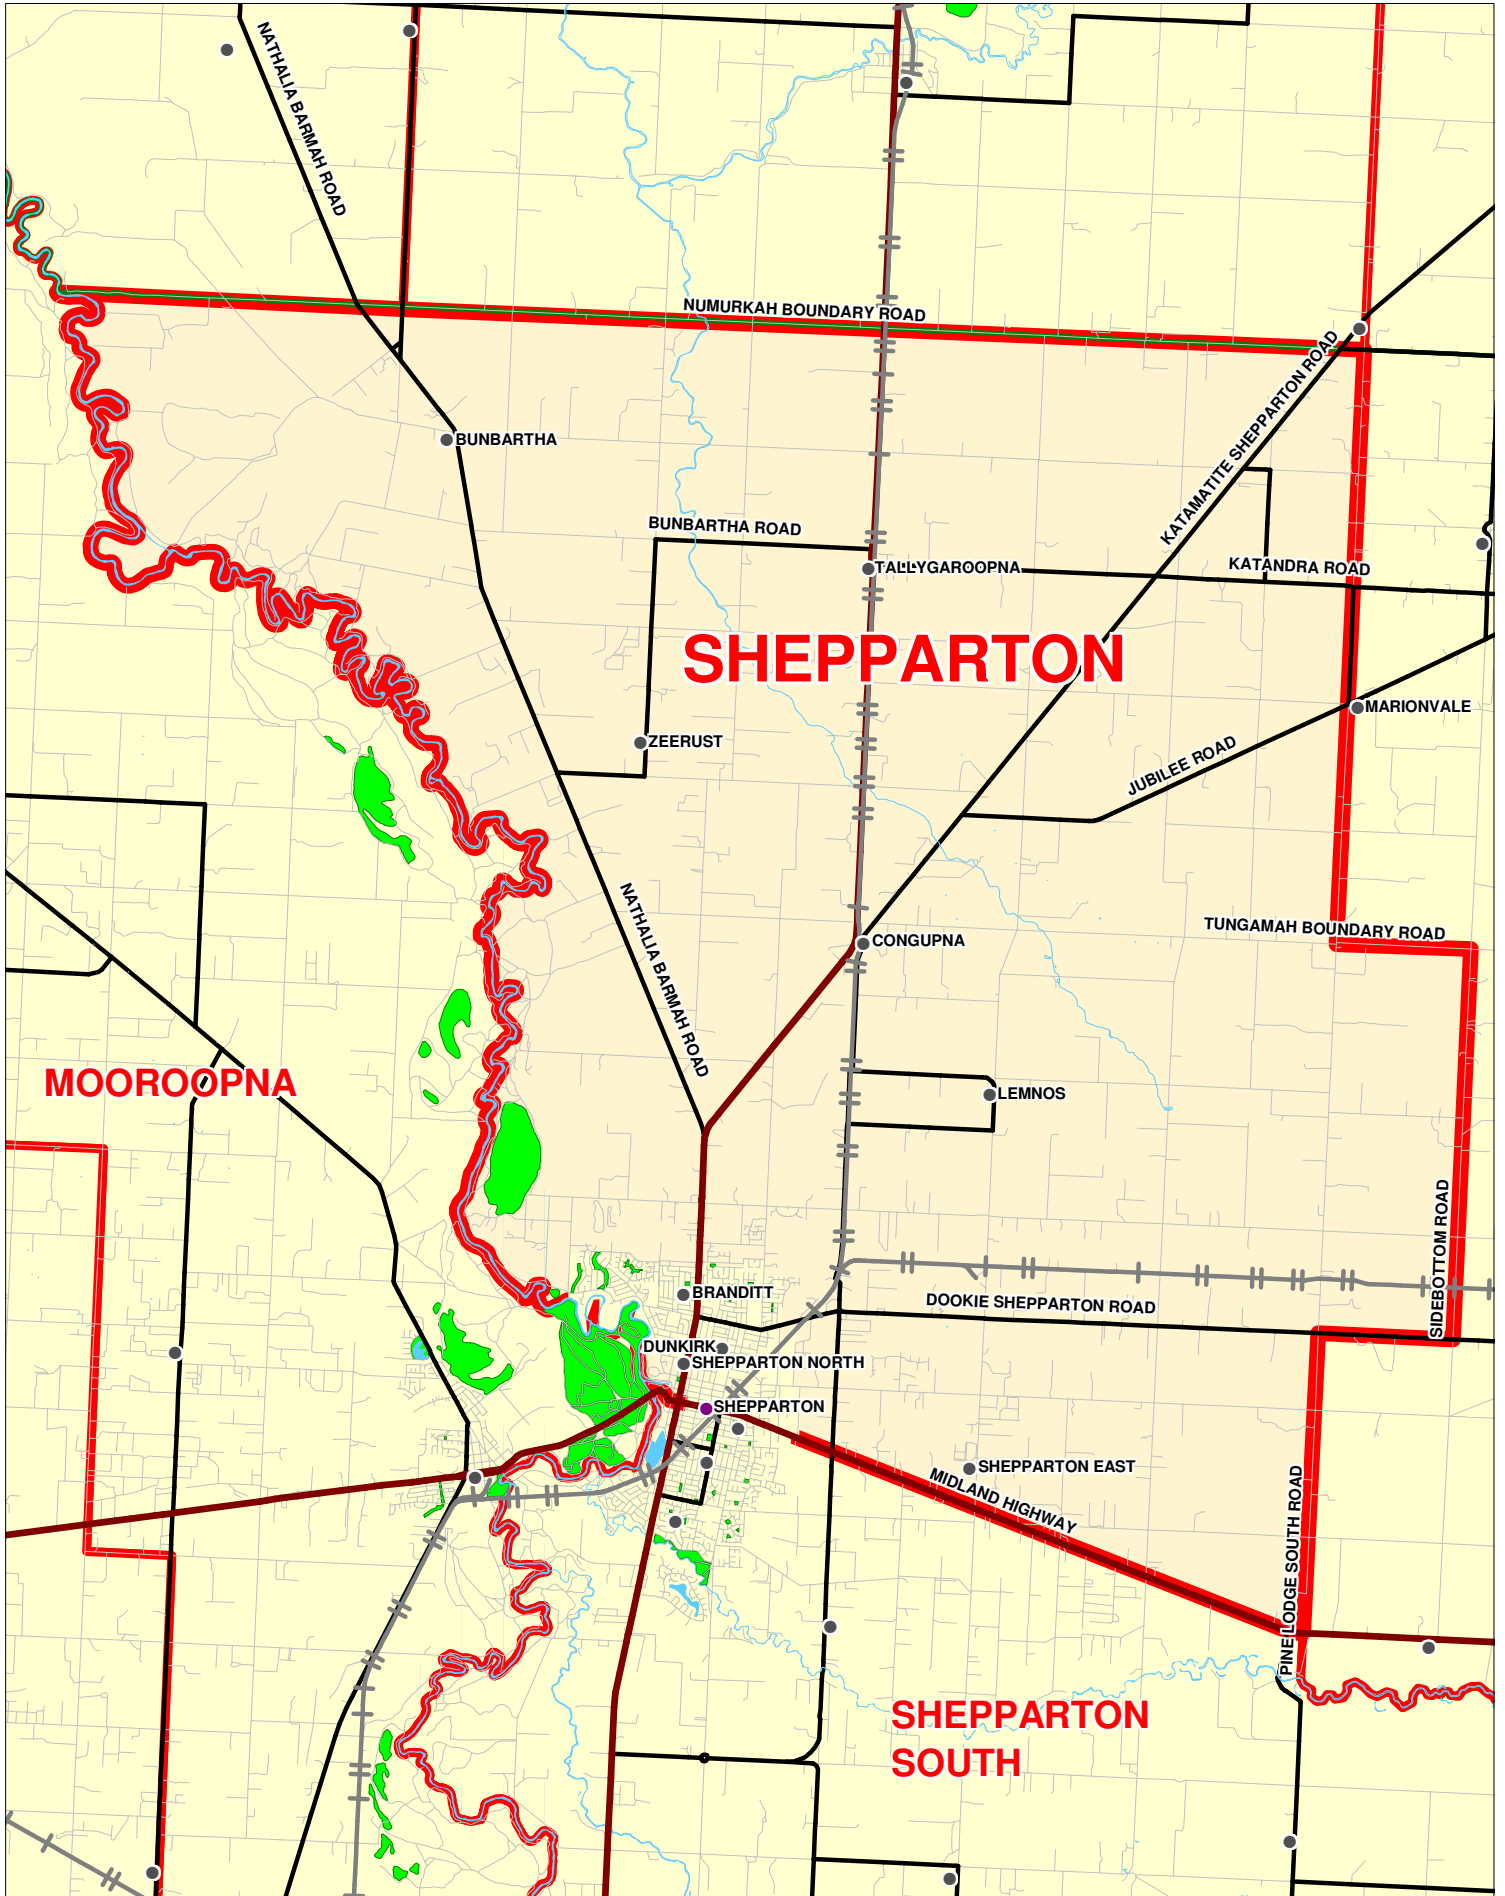 NATHALIA BARMAH ROAD
NUMURKAH BOUNDARY ROAD
KATAMATITE SHEPPARTON ROAD
BUNBARTHA
BUNBARTHA ROAD
TALLYGAROOPNA
KATANDRA ROAD
SHEPPARTON
MARIONVALE
ZEERUST
JUBILEE ROAD
NATHALIA BARMAH ROAD
TUNGAMAH BOUNDARY ROAD
CONGUPNA
MOOROOPNA
LEMNOS
SIDEBOTTOM ROAD
BRANDITT
DOOKIE SHEPPARTON ROAD
DUNKIRK
SHEPPARTON NORTH
SHEPPARTON
SHEPPARTON EAST
MIDLAND HIGHWAY
PINE LODGE SOUTH ROAD
SHEPPARTON
SOUTH